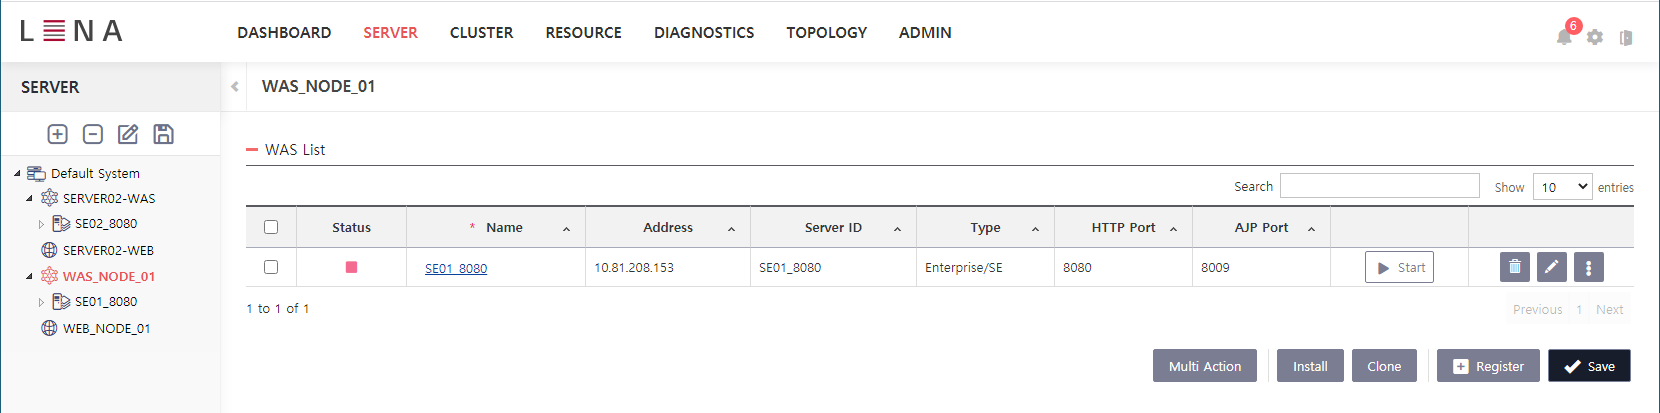 LENA
DASHBOARD SERVER CLUSTER RESOURCE DIAGNOSTICS TOPOLOGY ADMIN
6
SERVER
WAS_NODE_01
Default System
SERVER02-WAS
SE02_8080
SERVER02-WEB
WAS_NODE_01
SE01_8080
WEB_NODE_01
WAS List
Search Show 10 entries
Status * Name Address Server ID Type HTTP Port AJP Port
SE01_8080 10.81.208.153 SE01_8080 Enterprise/SE 8080 8009 Start
1 to 1 of 1
Previous 1 Next
Multi Action Install Clone Register Save